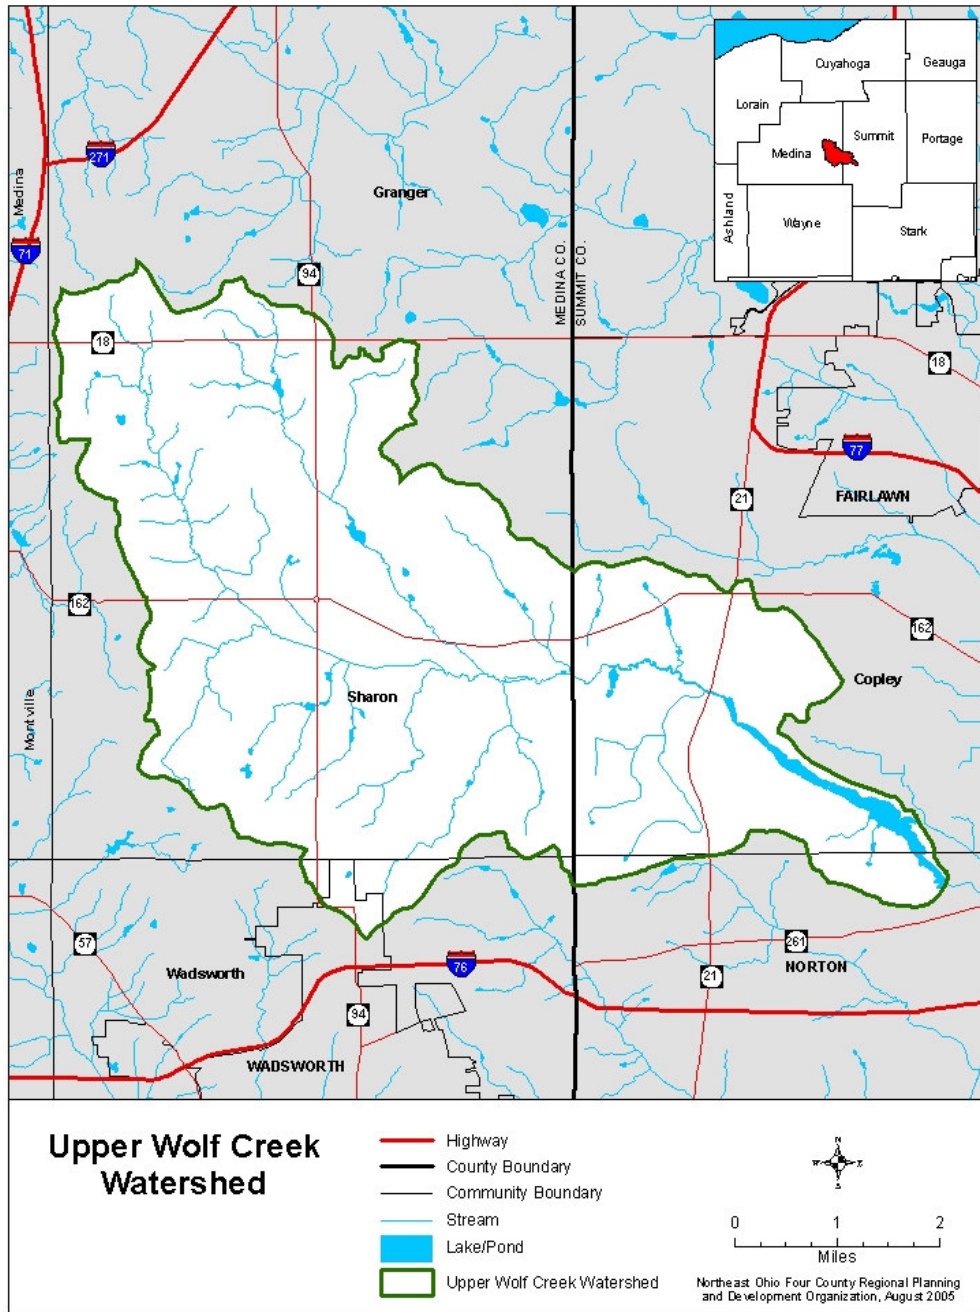 271
Medina
71
94
Granger
MEDINA CO.
SUMMIT CO.
Cuyahoga
Geauga
Lorain
Medina
Summit
Portage
Ashland
Wayne
Stark
18
18
77
21
FAIRLAWN
162
162
Sharon
Copley
Montville
57
Wadsworth
76
94
WADSWORTH
21
261
NORTON
Upper Wolf Creek
Watershed
Highway
County Boundary
Community Boundary
Stream
Lake/Pond
Upper Wolf Creek Watershed
N
W
E
S
0 1 2
Miles
Northeast Ohio Four County Regional Planning
and Development Organization, August 2005